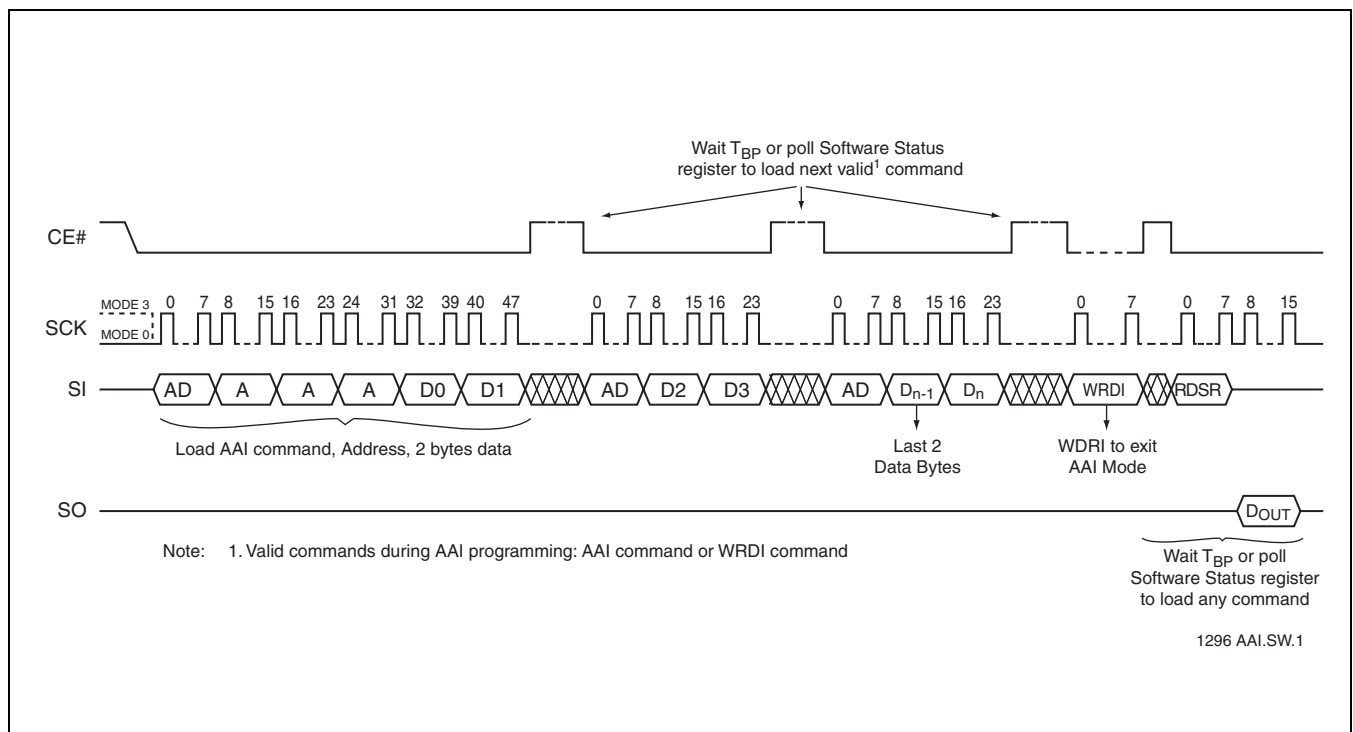 Wait TBP or poll Software Status
register to load next valid1 command
CE#
MODE 3
0 7 8 15 16 23 24 31 32 39 40 47 0 7 8 15 16 23 0 7 8 15 16 23 0 7 0 7 8 15
SCK
MODE 0
SI
AD A A A D0 D1 AD D2 D3 AD Dn-1 Dn WRDI RDSR
Load AAI command, Address, 2 bytes data
Last 2
Data Bytes
WDRI to exit
AAI Mode
SO
DOUT
Note: 1. Valid commands during AAI programming: AAI command or WRDI command
Wait TBP or poll
Software Status register
to load any command
1296 AAI.SW.1